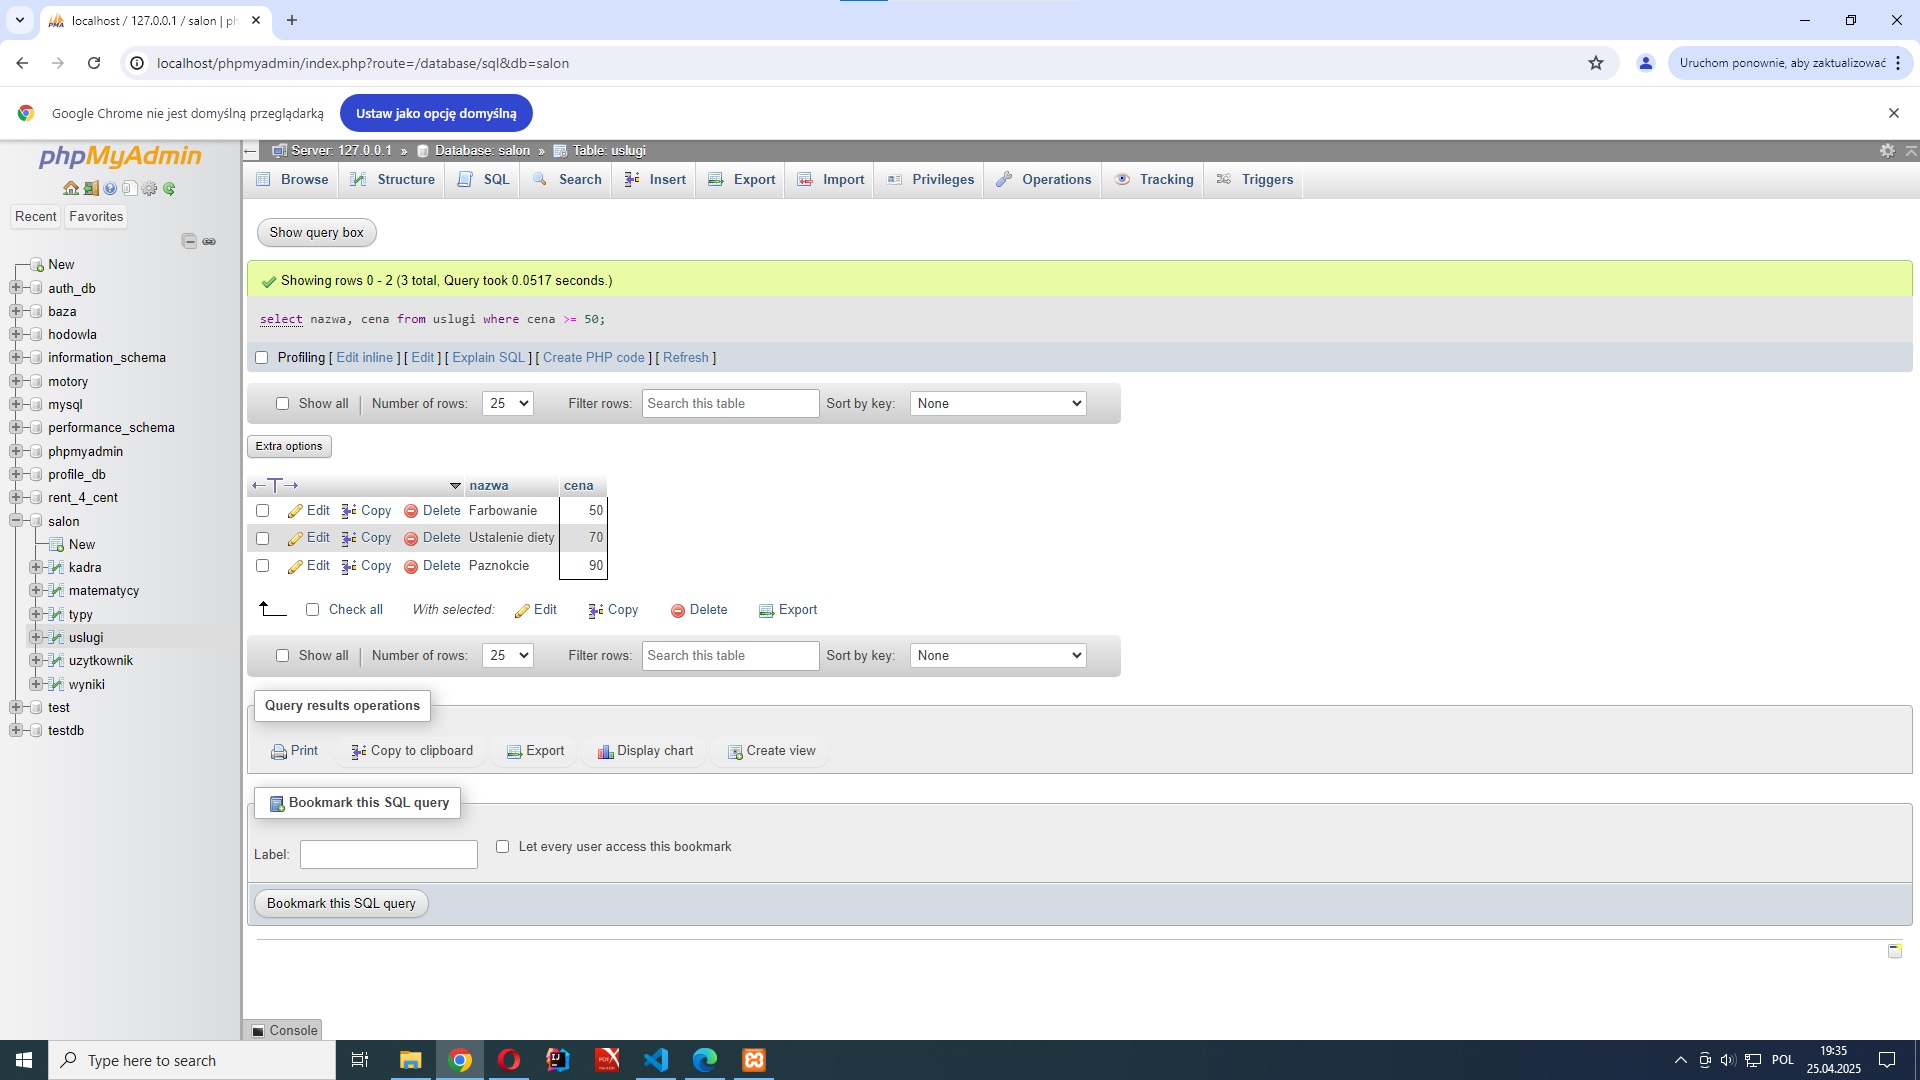 localhost / 127.0.0.1 / salon | ph
localhost/phpmyadmin/index.php?route=/database/sql&db=salon
Uruchom ponownie, aby zaktualizować
Google Chrome nie jest domyślną przeglądarką
Ustaw jako opcję domyślną
phpMyAdmin
Recent
Favorites
New
auth_db
baza
hodowla
information_schema
motory
mysql
performance_schema
phpmyadmin
profile_db
rent_4_cent
salon
New
kadra
matematycy
typy
uslugi
uzytkownik
wyniki
test
testdb
Server: 127.0.0.1 » Database: salon » Table: uslugi
Browse Structure SQL Search Insert Export Import Privileges Operations Tracking Triggers
Show query box
Showing rows 0 - 2 (3 total, Query took 0.0517 seconds.)
select nazwa, cena from uslugi where cena >= 50;
Profiling [ Edit inline ] [ Edit ] [ Explain SQL ] [ Create PHP code ] [ Refresh ]
Show all Number of rows: 25 Filter rows: Search this table Sort by key: None
Extra options
nazwa cena
Edit Copy Delete Farbowanie 50
Edit Copy Delete Ustalenie diety 70
Edit Copy Delete Paznokcie 90
Check all With selected: Edit Copy Delete Export
Show all Number of rows: 25 Filter rows: Search this table Sort by key: None
Query results operations
Print Copy to clipboard Export Display chart Create view
Bookmark this SQL query
Label: Let every user access this bookmark
Bookmark this SQL query
Console
Type here to search
POL
19:35
25.04.2025